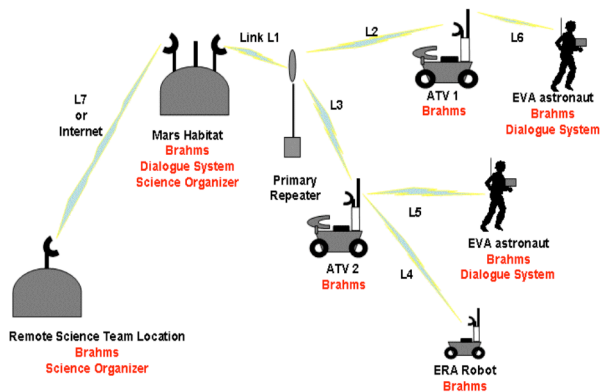 Link L1
L2
L6
L7
or
Internet
L3
ATV 1
Brahms
EVA astronaut
Brahms
Dialogue System
Mars Habitat
Brahms
Dialogue System
Science Organizer
Primary
Repeater
L5
ATV 2
Brahms
L4
EVA astronaut
Brahms
Dialogue System
Remote Science Team Location
Brahms
Science Organizer
ERA Robot
Brahms